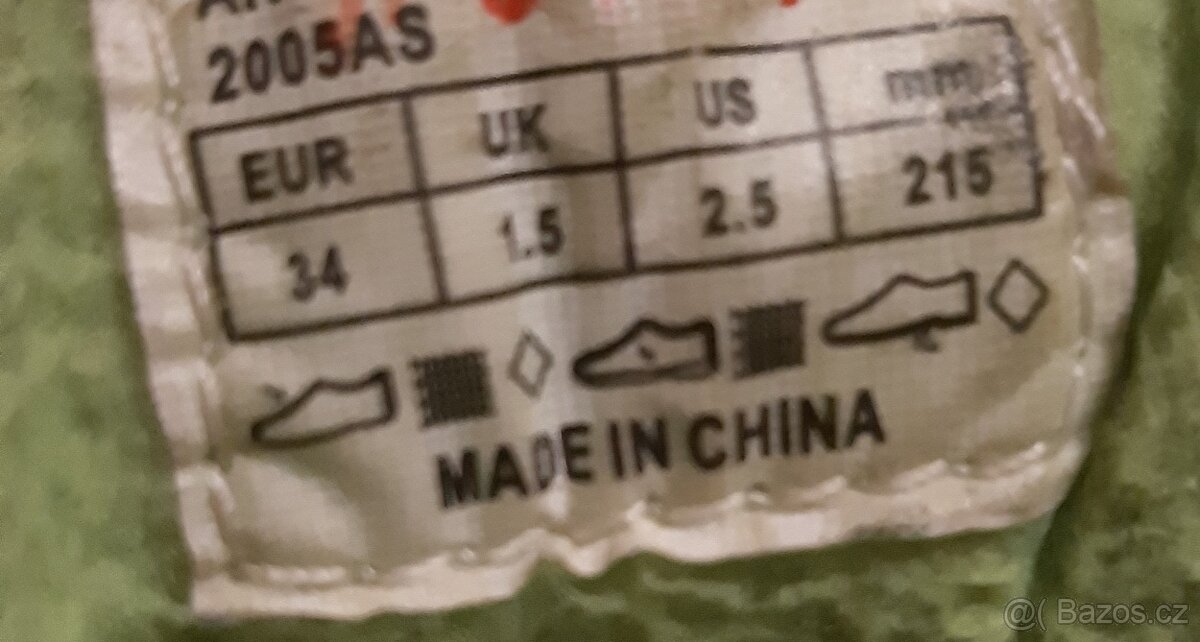 2005AS
EUR UK US mm
34 1.5 2.5 215
MADE IN CHINA
@( Bazos.cz